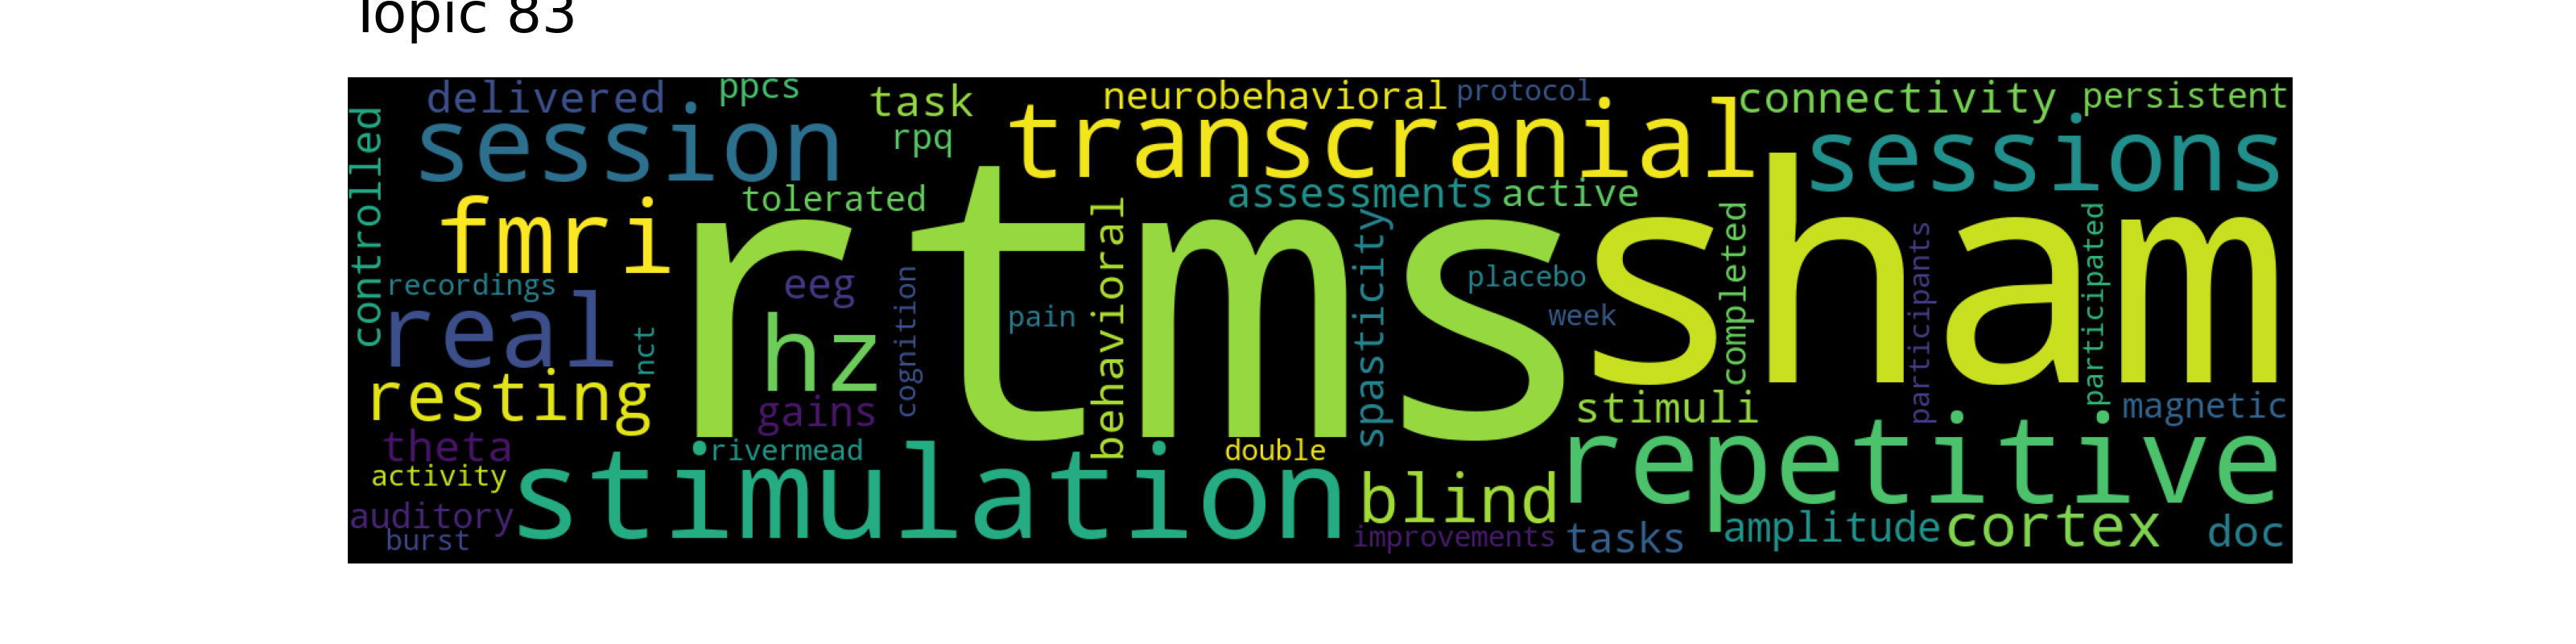 Topic 83
delivered
ppcs
task
neurobehavioral
protocol
connectivity
persistent
controlled
session
rpq
transcranial
sessions
tolerated
assessments
active
fmri
rtms
sham
recordings
eeg
cognition
behavioral
spasticity
placebo
completed
participants
participated
real
nct
hz
pain
week
resting
gains
stimuli
magnetic
theta
rivermead
double
activity
stimulation
blind
repetitive
auditory
burst
improvements
tasks
amplitude
cortex
doc